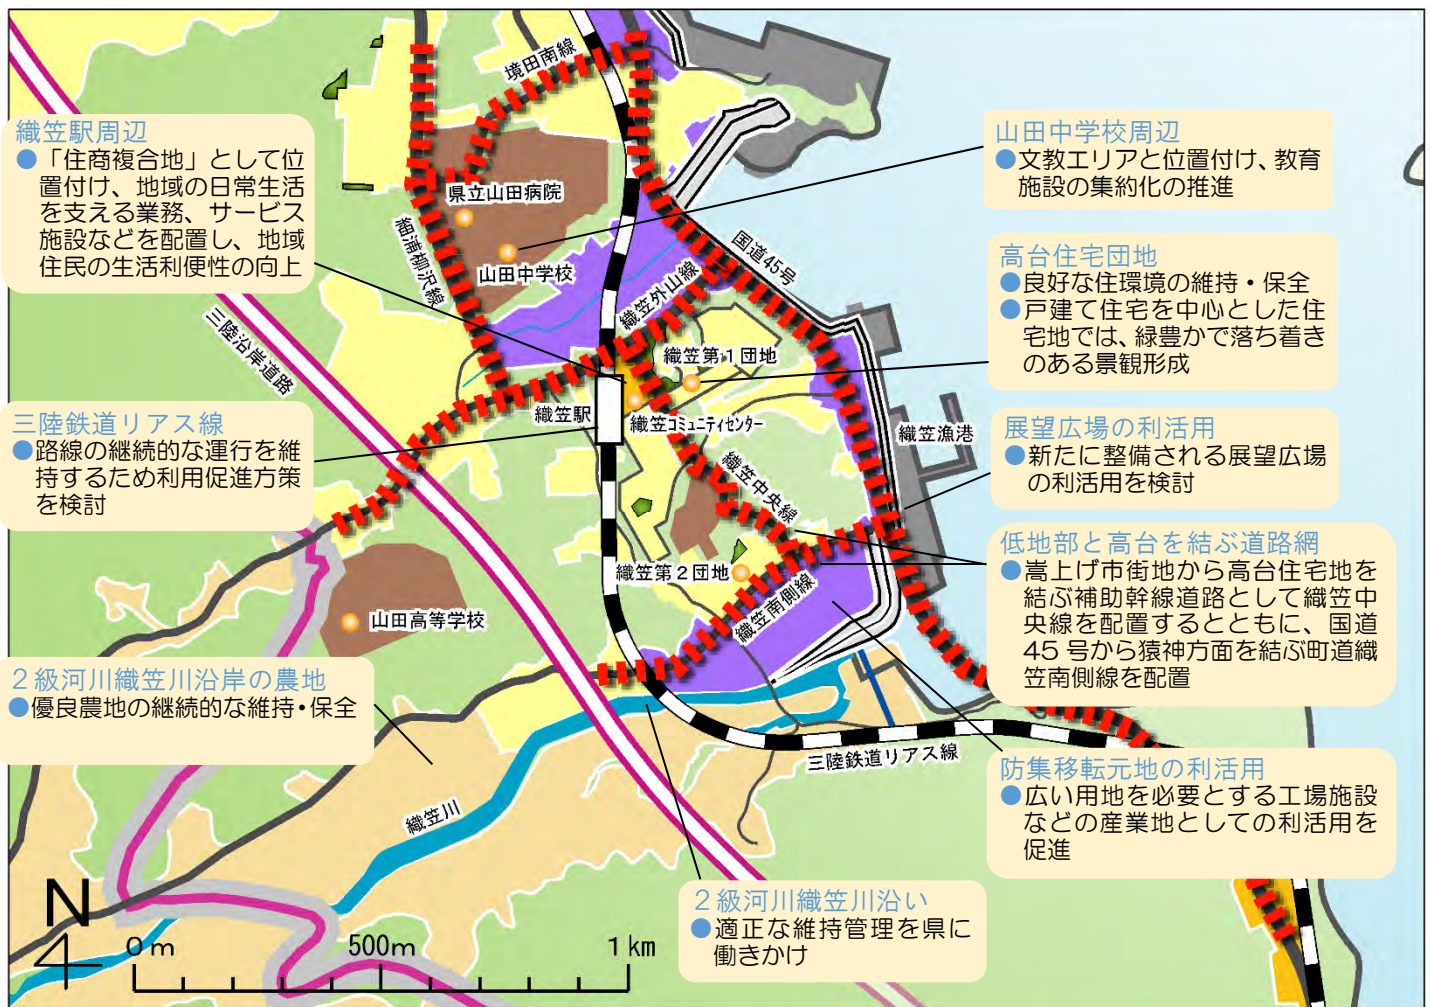 境田南線
織笠駅周辺
●「住商複合地」として位
置付け、地域の日常生活
を支える業務、サービス
施設などを配置し、地域
住民の生活利便性の向上
県立山田病院
山田中学校
細浦柳沢線
三陸沿岸道路
山田中学校周辺
●文教エリアと位置付け、教育
施設の集約化の推進
国道45号
織笠外山線
高台住宅団地
●良好な住環境の維持・保全
●戸建て住宅を中心とした住
宅地では、緑豊かで落ち着き
のある景観形成
織笠第1団地
織笠駅
織笠コミュニティセンター
織笠漁港
三陸鉄道リアス線
●路線の継続的な運行を維
持するため利用促進方策
を検討
展望広場の利活用
●新たに整備される展望広場
の利活用を検討
織笠中央線
織笠第2団地
織笠南側線
低地部と高台を結ぶ道路網
●嵩上げ市街地から高台住宅地を
結ぶ補助幹線道路として織笠中
央線を配置するとともに、国道
45号から猿神方面を結ぶ町道織
笠南側線を配置
山田高等学校
2級河川織笠川沿岸の農地
●優良農地の継続的な維持・保全
三陸鉄道リアス線
織笠川
防集移転元地の利活用
●広い用地を必要とする工場施設
などの産業地としての利活用を
促進
2級河川織笠川沿い
●適正な維持管理を県に
働きかけ
N
0m 500m 1km